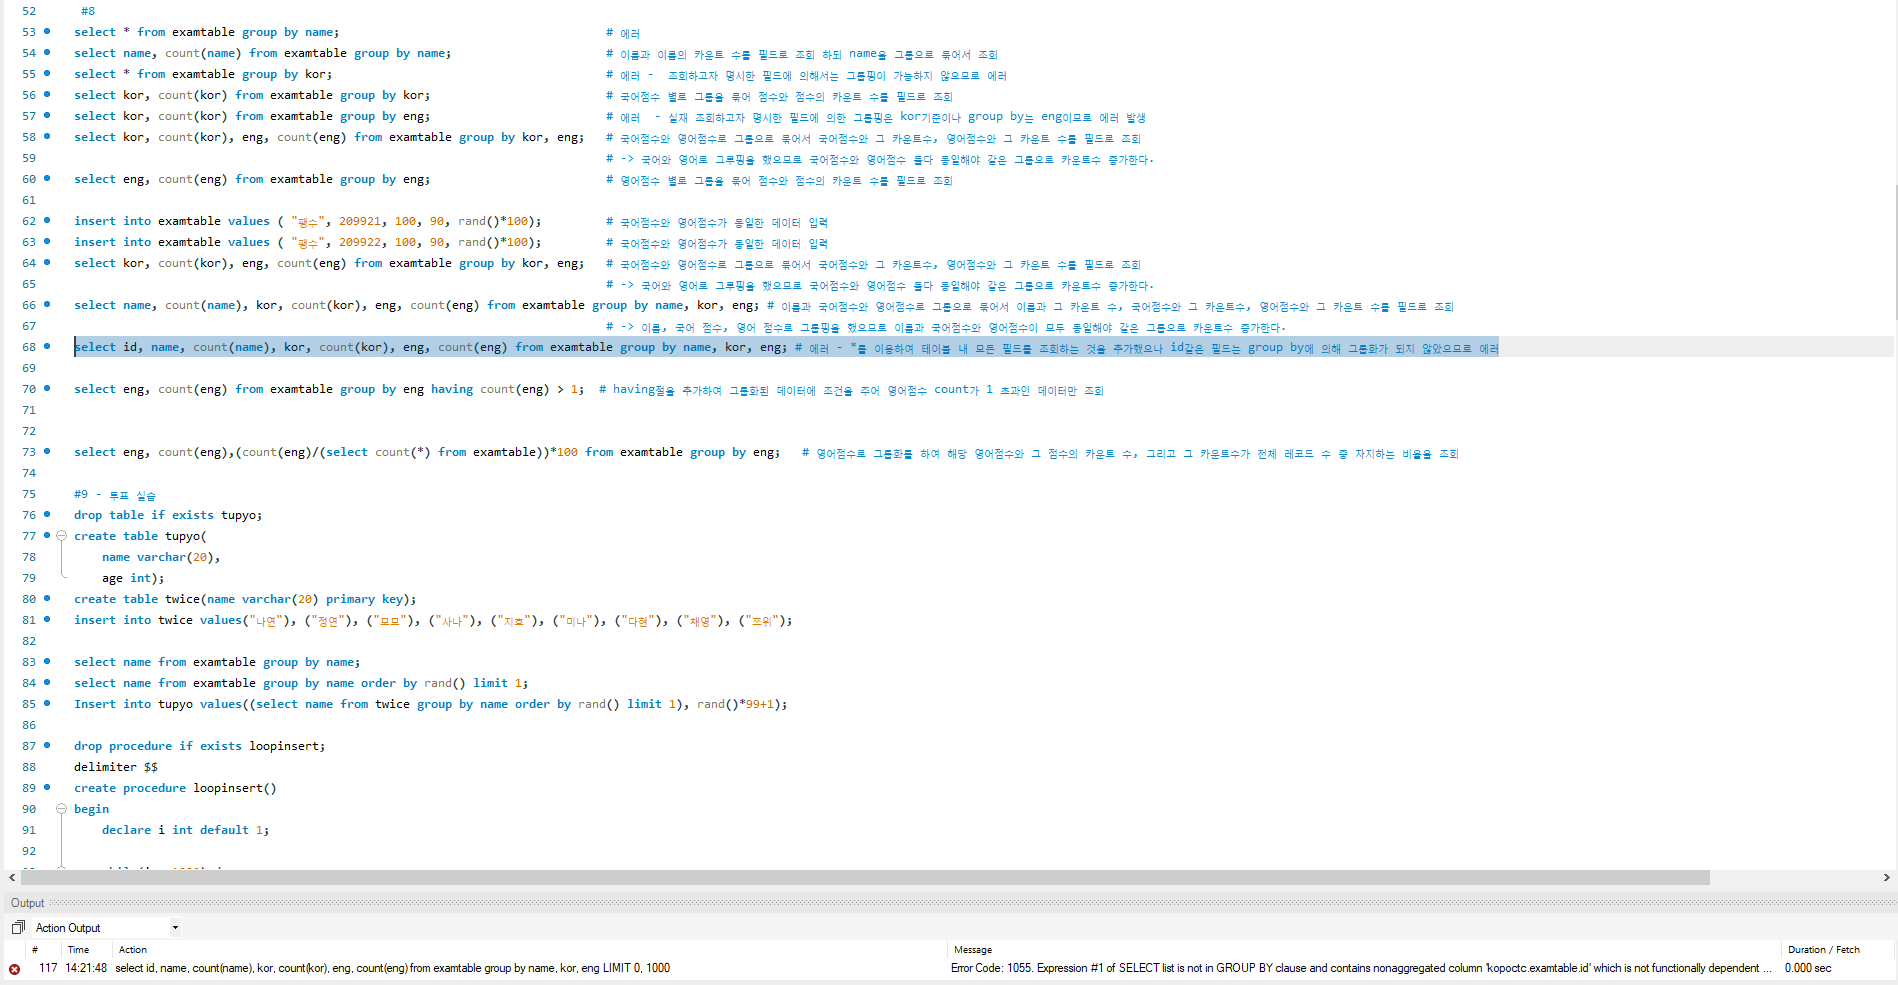 52 #8
53 select * from examtable group by name; # 에러
54 select name, count(name) from examtable group by name; # 이름과 이름의 카운트 수를 필드로 조회 하되 name을 그룹으로 묶어서 조회
55 select * from examtable group by kor; # 에러 - 조회하고자 명시한 필드에 의해서는 그룹핑이 가능하지 않으므로 에러
56 select kor, count(kor) from examtable group by kor; # 국어점수 별로 그룹을 묶어 점수와 점수의 카운트 수를 필드로 조회
57 select kor, count(kor) from examtable group by eng; # 에러 - 실재 조회하고자 명시한 필드에 의한 그룹핑은 kor기준이나 group by는 eng이므로 에러 발생
58 select kor, count(kor), eng, count(eng) from examtable group by kor, eng; # 국어점수와 영어점수로 그룹으로 묶어서 국어점수와 그 카운트수, 영어점수와 그 카운트 수를 필드로 조회
59 # -> 국어와 영어로 그루핑을 했으므로 국어점수와 영어점수 둘다 동일해야 같은 그룹으로 카운트수 증가한다.
60 select eng, count(eng) from examtable group by eng; # 영어점수 별로 그룹을 묶어 점수와 점수의 카운트 수를 필드로 조회
61
62 insert into examtable values ( "팽수", 209921, 100, 90, rand()*100); # 국어점수와 영어점수가 동일한 데이터 입력
63 insert into examtable values ( "팽수", 209922, 100, 90, rand()*100); # 국어점수와 영어점수가 동일한 데이터 입력
64 select kor, count(kor), eng, count(eng) from examtable group by kor, eng; # 국어점수와 영어점수로 그룹으로 묶어서 국어점수와 그 카운트수, 영어점수와 그 카운트 수를 필드로 조회
65 # -> 국어와 영어로 그루핑을 했으므로 국어점수와 영어점수 둘다 동일해야 같은 그룹으로 카운트수 증가한다.
66 select name, count(name), kor, count(kor), eng, count(eng) from examtable group by name, kor, eng; # 이름과 국어점수와 영어점수로 그룹으로 묶어서 이름과 그 카운트 수, 국어점수와 그 카운트수, 영어점수와 그 카운트 수를 필드로 조회
67 # -> 이름, 국어 점수, 영어 점수로 그룹핑을 했으므로 이름과 국어점수와 영어점수이 모두 동일해야 같은 그룹으로 카운트수 증가한다.
68 select id, name, count(name), kor, count(kor), eng, count(eng) from examtable group by name, kor, eng; # 에러 - *를 이용하여 테이블 내 모든 필드를 조회하는 것을 추가했으나 id같은 필드는 group by에 의해 그룹화가 되지 않았으므로 에러
69
70 select eng, count(eng) from examtable group by eng having count(eng) > 1; # having절을 추가하여 그룹화된 데이터에 조건을 주어 영어점수 count가 1 초과인 데이터만 조회
71
72
73 select eng, count(eng),(count(eng)/(select count(*) from examtable))*100 from examtable group by eng; # 영어점수로 그룹화를 하여 해당 영어점수와 그 점수의 카운트 수, 그리고 그 카운트수가 전체 레코드 수 중 차지하는 비율을 조회
74
75 #9 - 투표 실습
76 drop table if exists tupyo;
77 create table tupyo(
78 name varchar(20),
79 age int);
80 create table twice(name varchar(20) primary key);
81 insert into twice values("나연"), ("정연"), ("모모"), ("사나"), ("지효"), ("미나"), ("다현"), ("채영"), ("쯔위");
82
83 select name from examtable group by name;
84 select name from examtable group by name order by rand() limit 1;
85 Insert into tupyo values((select name from twice group by name order by rand() limit 1), rand()*99+1);
86
87 drop procedure if exists loopinsert;
88 delimiter $$
89 create procedure loopinsert()
90 begin
91 declare i int default 1;
92
Output
Action Output
# Time Action Message Duration / Fetch
117 14:21:48 select id, name, count(name), kor, count(kor), eng, count(eng) from examtable group by name, kor, eng LIMIT 0, 1000 Error Code: 1055. Expression #1 of SELECT list is not in GROUP BY clause and contains nonaggregated column 'kopoctc.examtable.id' which is not functionally dependent ... 0.000 sec